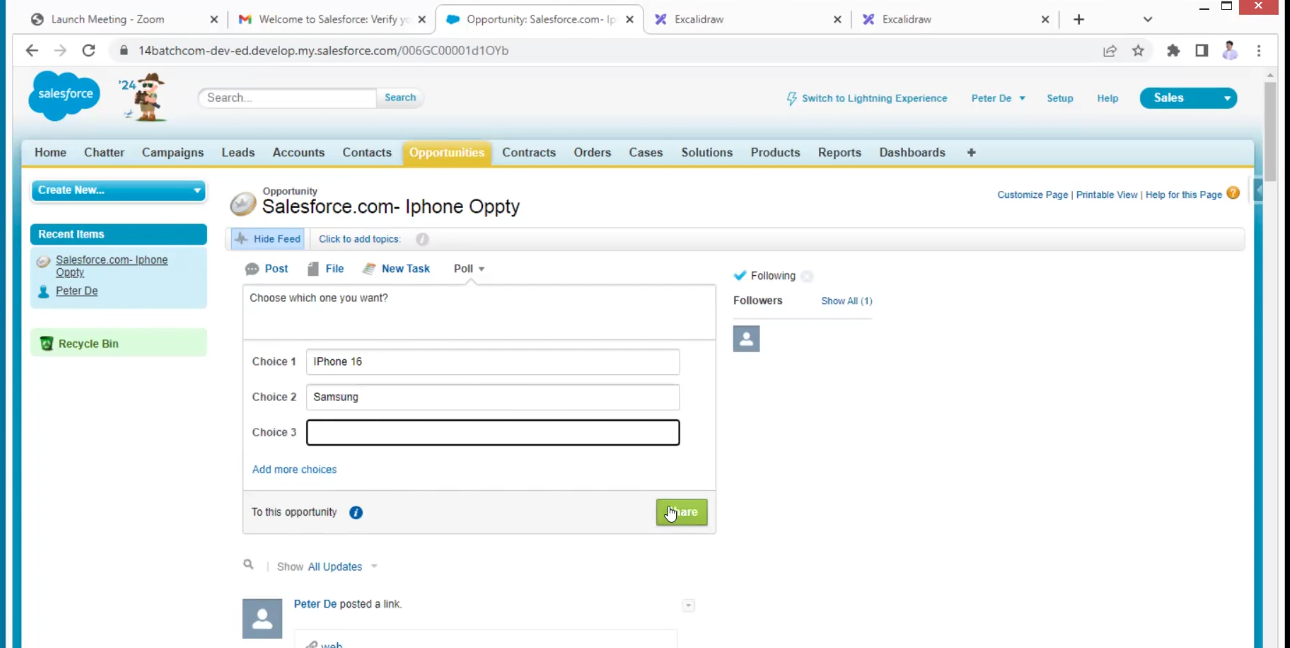 Launch Meeting - Zoom
Welcome to Salesforce: Verify yo
Opportunity: Salesforce.com- Ip
Excalidraw
Excalidraw
14batchcom-dev-ed.develop.my.salesforce.com/006GC00001d1OYb
salesforce
'24
Search...
Search
Switch to Lightning Experience
Peter De
Setup
Help
Sales
Home
Chatter
Campaigns
Leads
Accounts
Contacts
Opportunities
Contracts
Orders
Cases
Solutions
Products
Reports
Dashboards
+
Create New...
Opportunity
Salesforce.com- Iphone Oppty
Customize Page | Printable View | Help for this Page
Recent Items
Salesforce.com- Iphone
Oppty
Peter De
Recycle Bin
Hide Feed
Click to add topics:
Post
File
New Task
Poll
Choose which one you want?
Choice 1
IPhone 16
Choice 2
Samsung
Choice 3
Add more choices
To this opportunity
Following
Followers
Show All (1)
Show All Updates
Peter De posted a link.